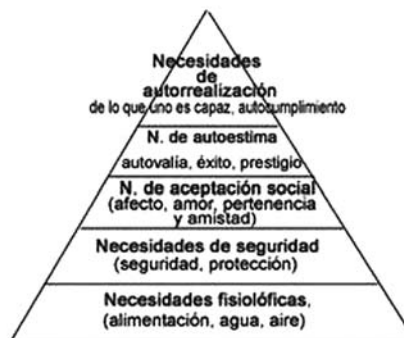 Necesidades
de
autorrealización
de lo que uno es capaz, autocumplimiento
N. de autoestima
autovalía, éxito, prestigio
N. de aceptación social
(afecto, amor, pertenencia
y amistad)
Necesidades de seguridad
(seguridad, protección)
Necesidades fisiolóficas,
(alimentación, agua, aire)